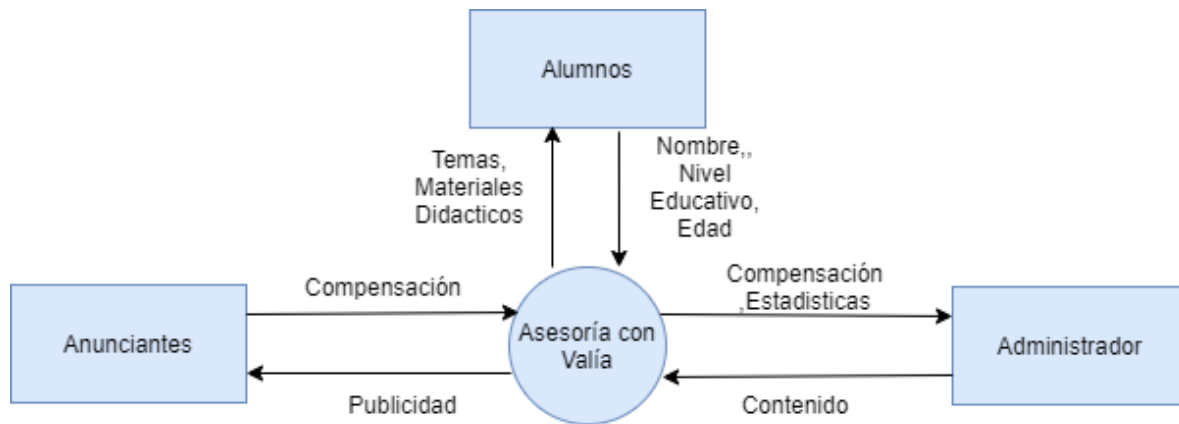 Alumnos
Temas,
Materiales
Didacticos
Nombre,,
Nivel
Educativo,
Edad
Compensación
Compensación
,Estadisticas
Anunciantes
Asesoría con
Valía
Administrador
Publicidad
Contenido